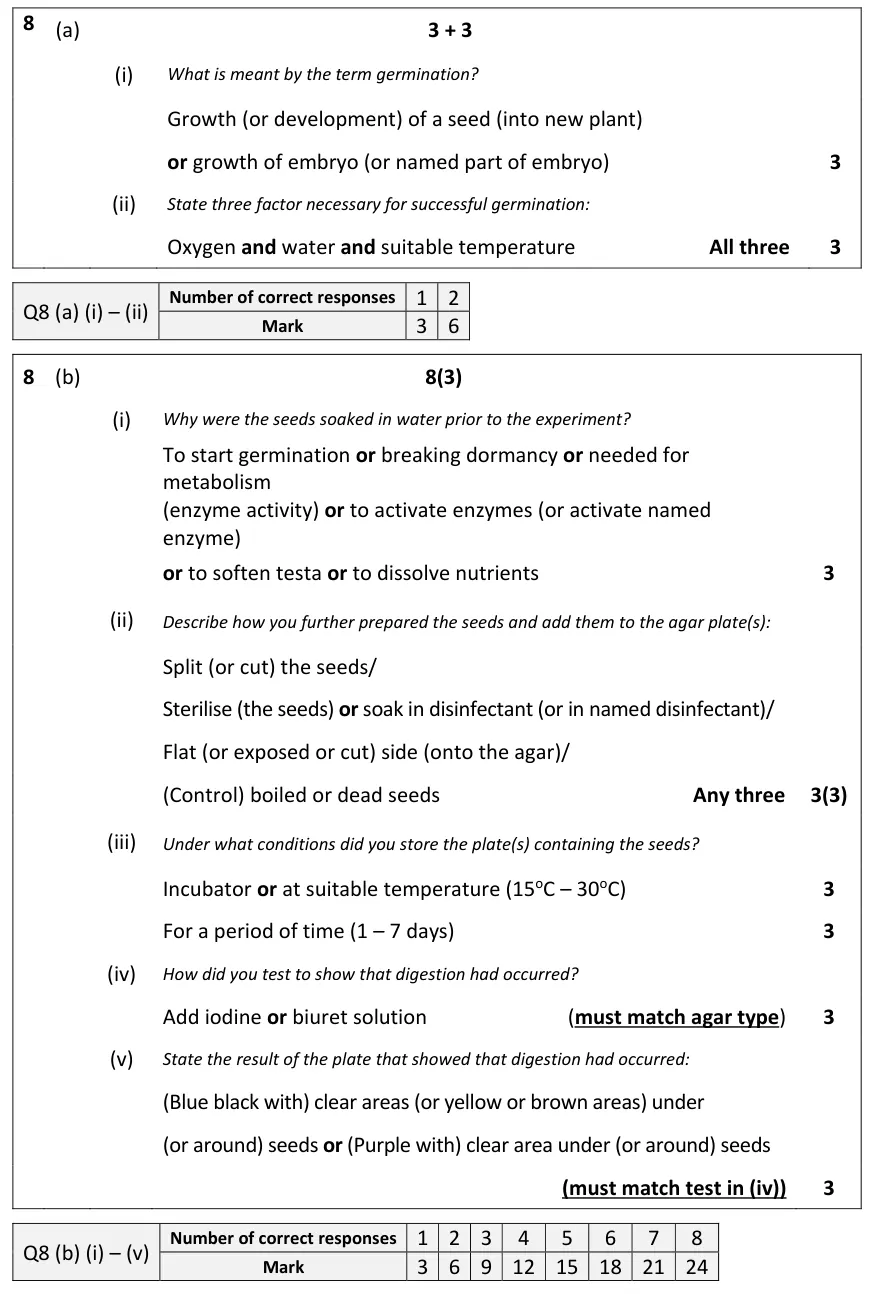 8 (a) 3 + 3
(i) What is meant by the term germination?
Growth (or development) of a seed (into new plant)
or growth of embryo (or named part of embryo) 3
(ii) State three factor necessary for successful germination:
Oxygen and water and suitable temperature All three 3
Q8 (a) (i) – (ii)
Number of correct responses 1 2
Mark 3 6
8 (b) 8(3)
(i) Why were the seeds soaked in water prior to the experiment?
To start germination or breaking dormancy or needed for
metabolism
(enzyme activity) or to activate enzymes (or activate named
enzyme)
or to soften testa or to dissolve nutrients 3
(ii) Describe how you further prepared the seeds and add them to the agar plate(s):
Split (or cut) the seeds/
Sterilise (the seeds) or soak in disinfectant (or in named disinfectant)/
Flat (or exposed or cut) side (onto the agar)/
(Control) boiled or dead seeds Any three 3(3)
(iii) Under what conditions did you store the plate(s) containing the seeds?
Incubator or at suitable temperature (15ºC – 30ºC) 3
For a period of time (1 – 7 days) 3
(iv) How did you test to show that digestion had occurred?
Add iodine or biuret solution (must match agar type) 3
(v) State the result of the plate that showed that digestion had occurred:
(Blue black with) clear areas (or yellow or brown areas) under
(or around) seeds or (Purple with) clear area under (or around) seeds
(must match test in (iv)) 3
Q8 (b) (i) – (v)
Number of correct responses 1 2 3 4 5 6 7 8
Mark 3 6 9 12 15 18 21 24